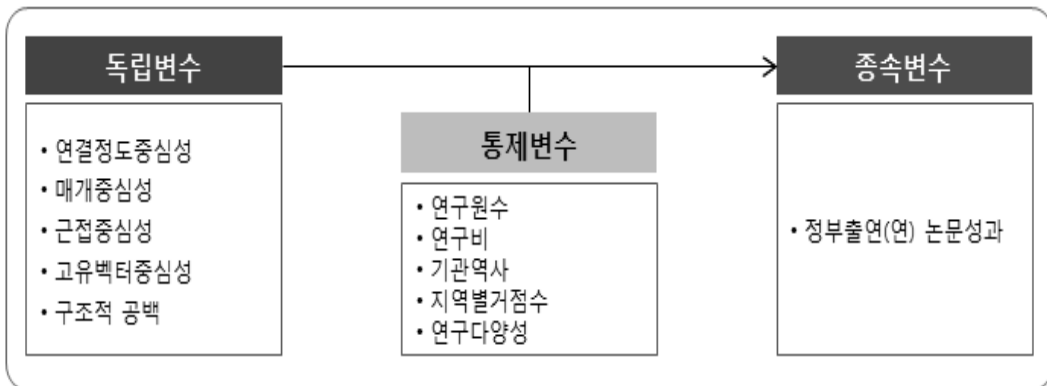 독립변수
• 연결정도중심성
• 매개중심성
• 근접중심성
• 고유벡터중심성
• 구조적 공백
통제변수
• 연구원수
• 연구비
• 기관역사
• 지역별거점수
• 연구다양성
종속변수
• 정부출연(연) 논문성과